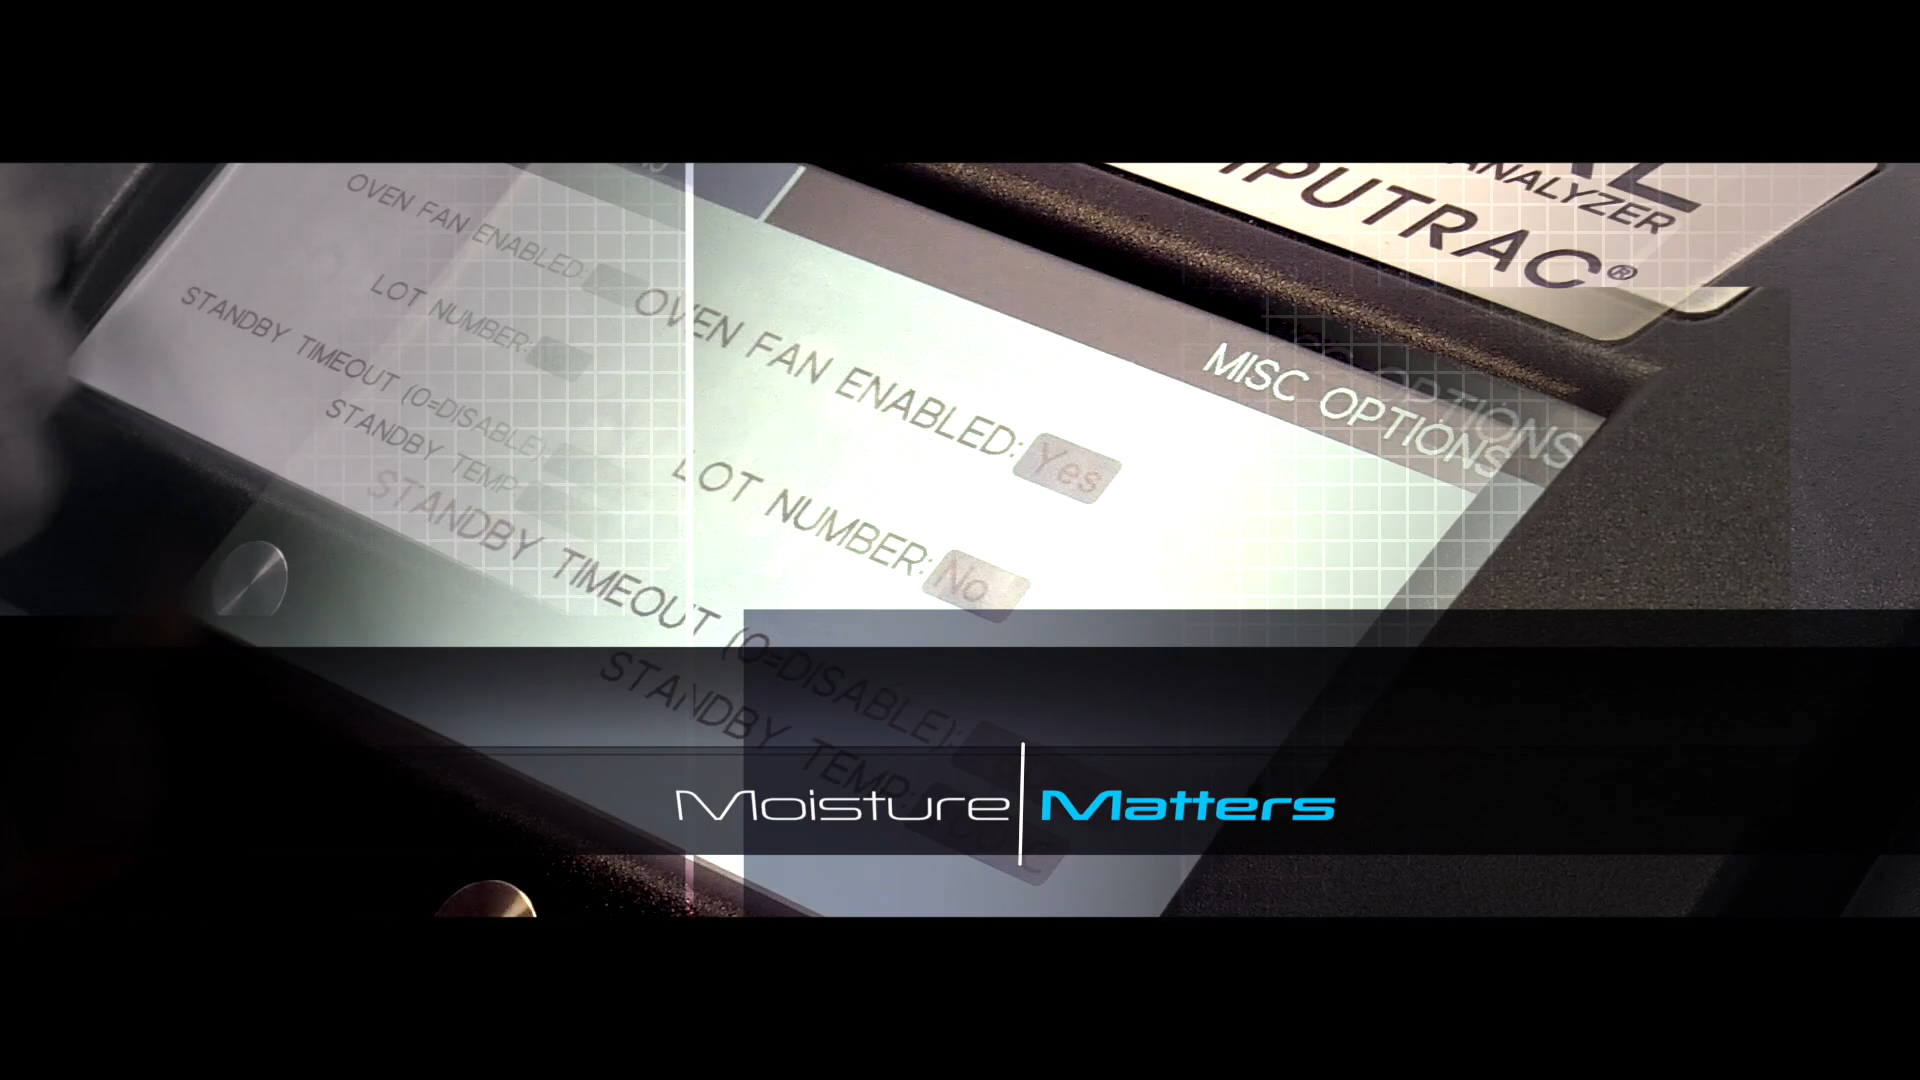 ANALYZER
PUTRAC®
MISC OPTIONS
OPTIONS
OVEN FAN ENABLED:
LOT NUMBER:
STANDBY TIMEOUT (0=DISABLE):
STANDBY TEMP:
OVEN FAN ENABLED: Yes
LOT NUMBER: No
STANDBY TIMEOUT (0=DISABLE):
STANDBY TEMP:
Moisture Matters